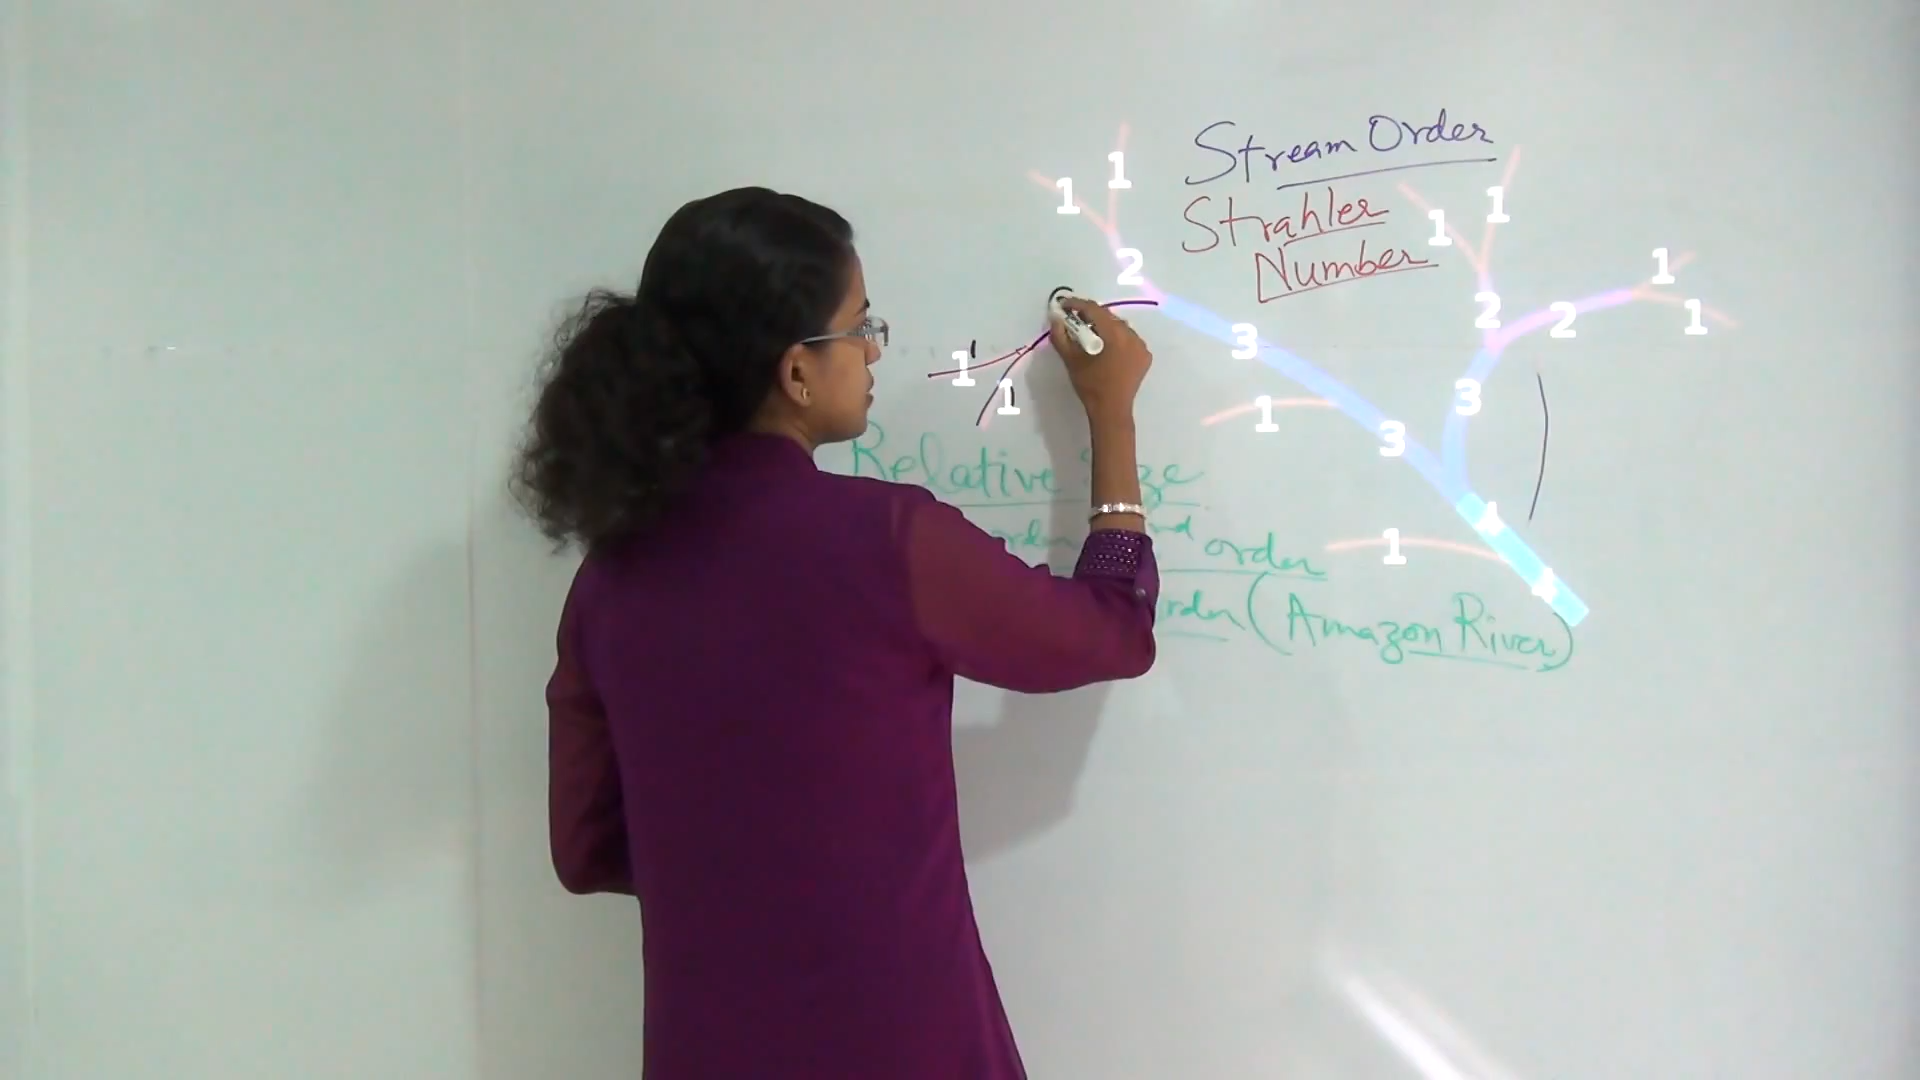 Stream Order
Strahler
Number
1 1 1 1
2 1
2 2 1
3
1 1 3
1 3
Relative
order order
1
(Amazon River)